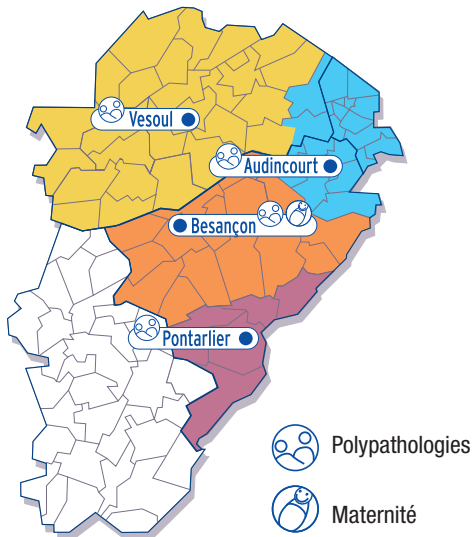 Vesoul
Audincourt
Besançon
Pontarlier
Polypathologies
Maternité